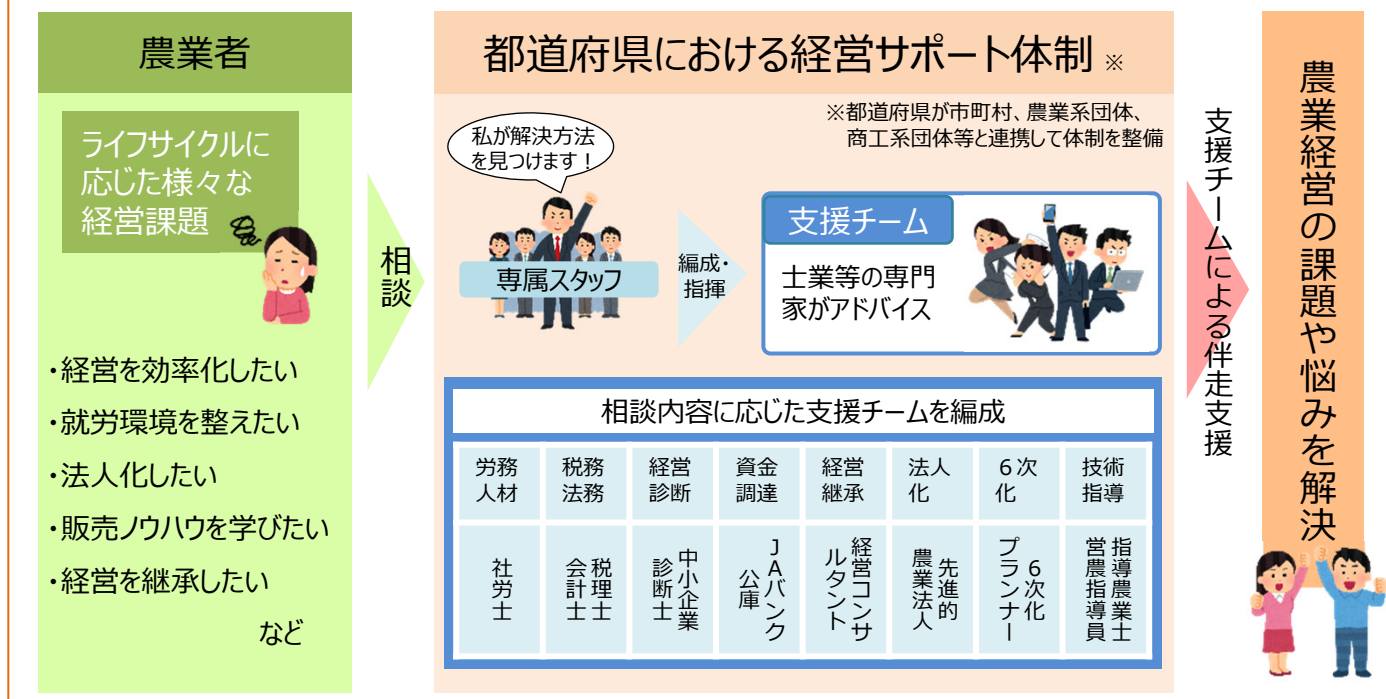 農業者
ライフサイクルに
応じた様々な
経営課題
・経営を効率化したい
・就労環境を整えたい
・法人化したい
・販売ノウハウを学びたい
・経営を継承したい
など
相談
都道府県における経営サポート体制 ※
※都道府県が市町村、農業系団体、
商工系団体等と連携して体制を整備
私が解決方法
を見つけます！
専属スタッフ
編成・
指揮
支援チーム
士業等の専門
家がアドバイス
相談内容に応じた支援チームを編成
労務
人材
税務
法務
経営
診断
資金
調達
経営
継承
法人
化
６次
化
技術
指導
社労士
税理士
会計士
中小企業
診断士
ＪＡバンク
公庫
経営コンサ
ルタント
先進的
農業法人
６次化
プランナー
指導農業士
営農指導員
支援チームによる伴走支援
農業経営の課題や悩みを解決